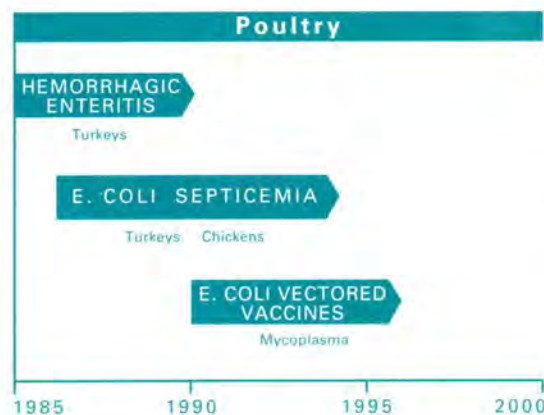 Poultry
HEMORRHAGIC
ENTERITIS
Turkeys
E. COLI SEPTICEMIA
Turkeys Chickens
E. COLI VECTORED
VACCINES
Mycoplasma
1985 1990 1995 2000